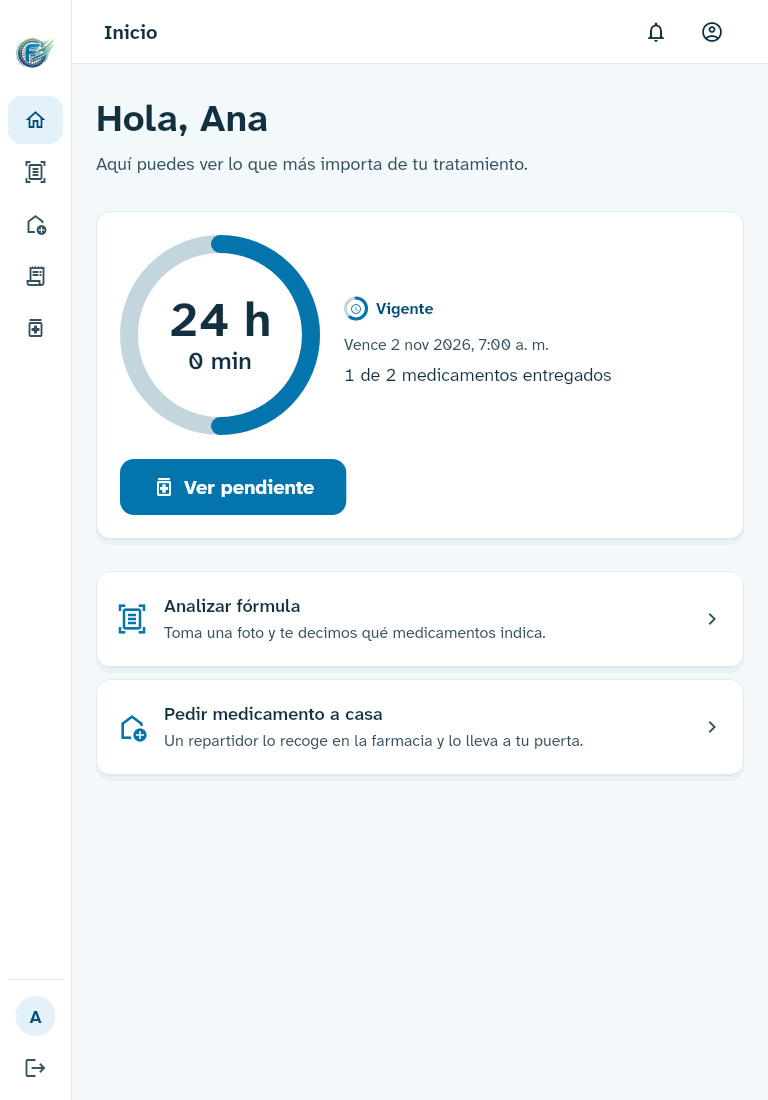 Inicio
Hola, Ana
Aquí puedes ver lo que más importa de tu tratamiento.
24 h
0 min
Vigente
Vence 2 nov 2026, 7:00 a. m.
1 de 2 medicamentos entregados
Ver pendiente
Analizar fórmula
Toma una foto y te decimos qué medicamentos indica.
Pedir medicamento a casa
Un repartidor lo recoge en la farmacia y lo lleva a tu puerta.
A